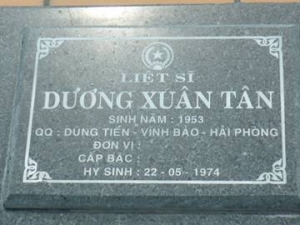 LIỆT SĨ
DƯƠNG XUÂN TÂN
SINH NĂM : 1953
QQ : DŨNG TIẾN - VĨNH BẢO - HẢI PHÒNG
ĐƠN VỊ :
CẤP BẬC :
HY SINH : 22 - 05 - 1974